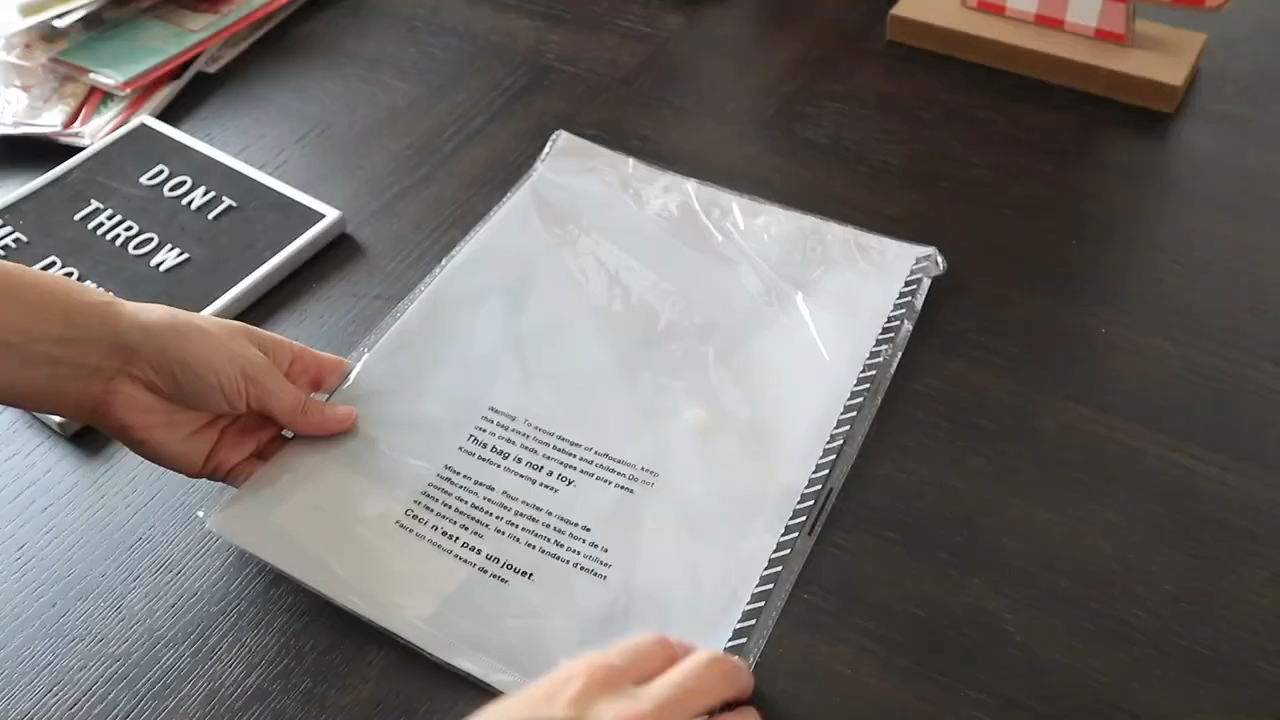 DONT
THROW
ME DOW
Warning: To avoid danger of suffocation, keep
this bag away from babies and children.Do not
use in cribs, beds, carriages and play pens.
This bag is not a toy.
Knot before throwing away.
Mise en garde : Pour eviter le risque de
suffocation, veuillez garder ce sac hors de la
portee des bébés et des enfants.Ne pas utiliser
dans les berceaux, les lits, les landaus d'enfant
et les parcs de jeu.
Ceci n'est pas un jouet.
Faire un noeud avant de jeter.